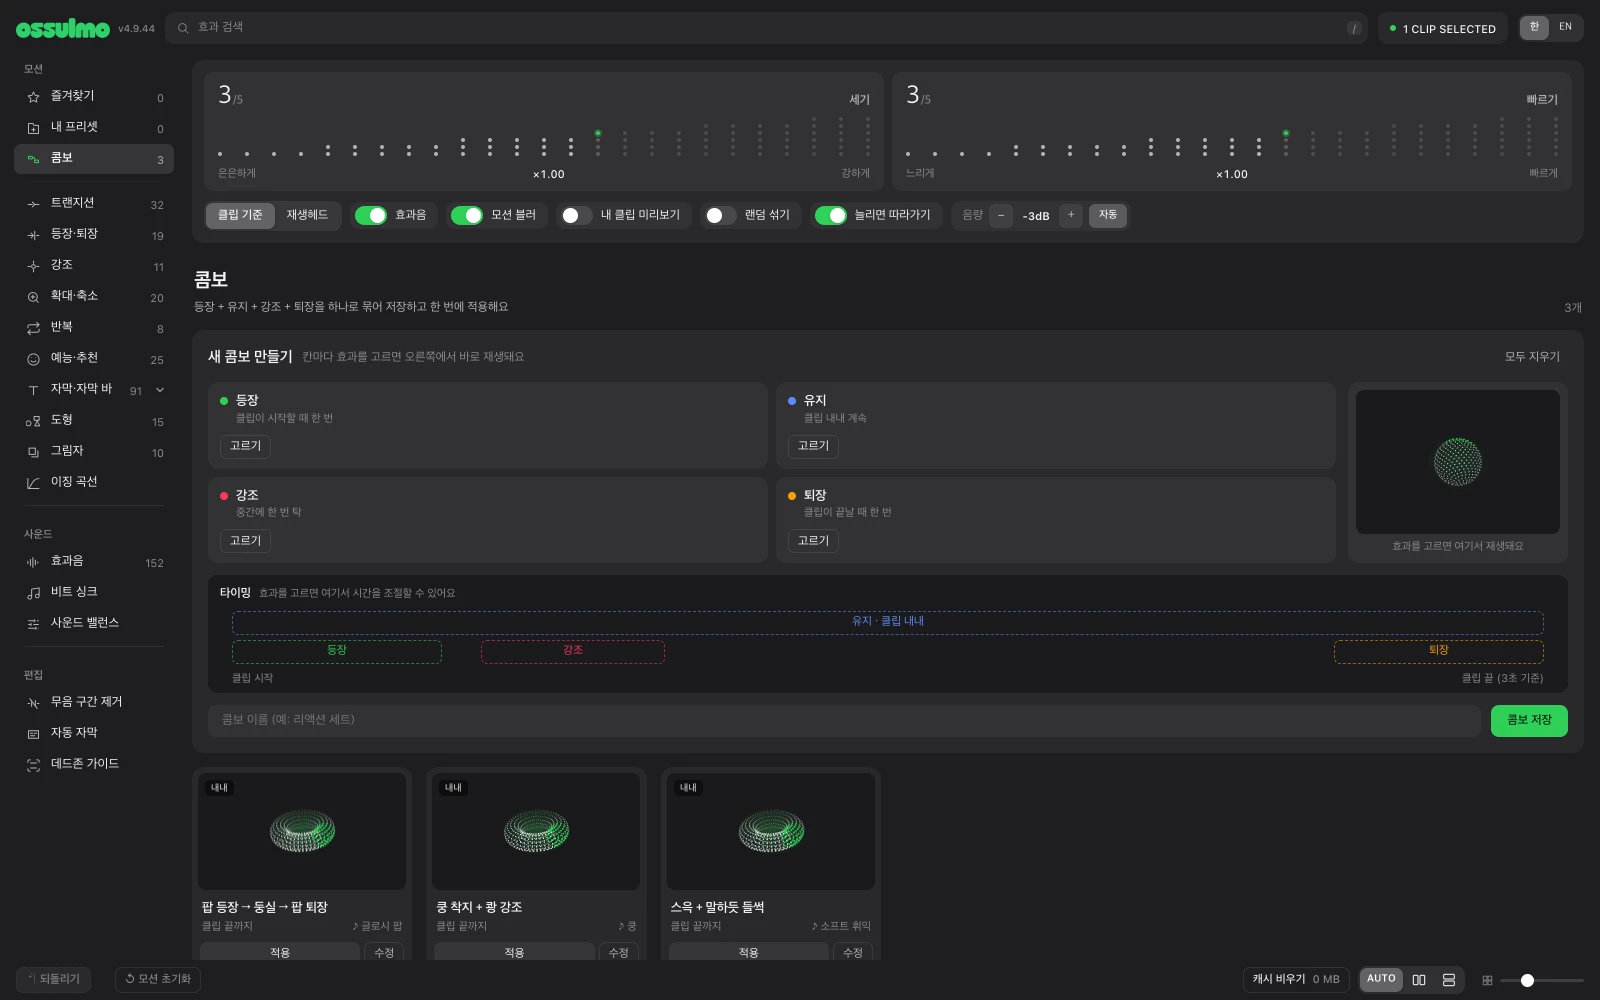 ossulmo v4.9.44
효과 검색 /
1 CLIP SELECTED
한 EN
모션
즐겨찾기 0
내 프리셋 0
콤보 3
트랜지션 32
등장·퇴장 19
강조 11
확대·축소 20
반복 8
예능·추천 25
자막·자막 바 91
도형 15
그림자 10
이징 곡선
사운드
효과음 152
비트 싱크
사운드 밸런스
편집
무음 구간 제거
자동 자막
데드존 가이드
3/5 세기
은은하게 ×1.00 강하게
3/5 빠르기
느리게 ×1.00 빠르게
클립 기준 재생헤드 효과음 모션 블러 내 클립 미리보기 랜덤 섞기 늘리면 따라가기 음량 − -3dB + 자동
콤보
등장 + 유지 + 강조 + 퇴장을 하나로 묶어 저장하고 한 번에 적용해요 3개
새 콤보 만들기 칸마다 효과를 고르면 오른쪽에서 바로 재생돼요 모두 지우기
등장
클립이 시작할 때 한 번
고르기
유지
클립 내내 계속
고르기
강조
중간에 한 번 탁
고르기
퇴장
클립이 끝날 때 한 번
고르기
효과를 고르면 여기서 재생돼요
타이밍 효과를 고르면 여기서 시간을 조절할 수 있어요
유지 · 클립 내내
등장 강조 퇴장
클립 시작 클립 끝 (3초 기준)
콤보 이름 (예: 리액션 세트) 콤보 저장
내내
팝 등장 → 둥실 → 팝 퇴장
클립 끝까지 ♪ 글로시 팝
적용 수정
내내
쿵 착지 + 쾅 강조
클립 끝까지 ♪ 쿵
적용 수정
내내
스윽 + 말하듯 들썩
클립 끝까지 ♪ 소프트 휘익
적용 수정
되돌리기 모션 초기화
캐시 비우기 0 MB AUTO